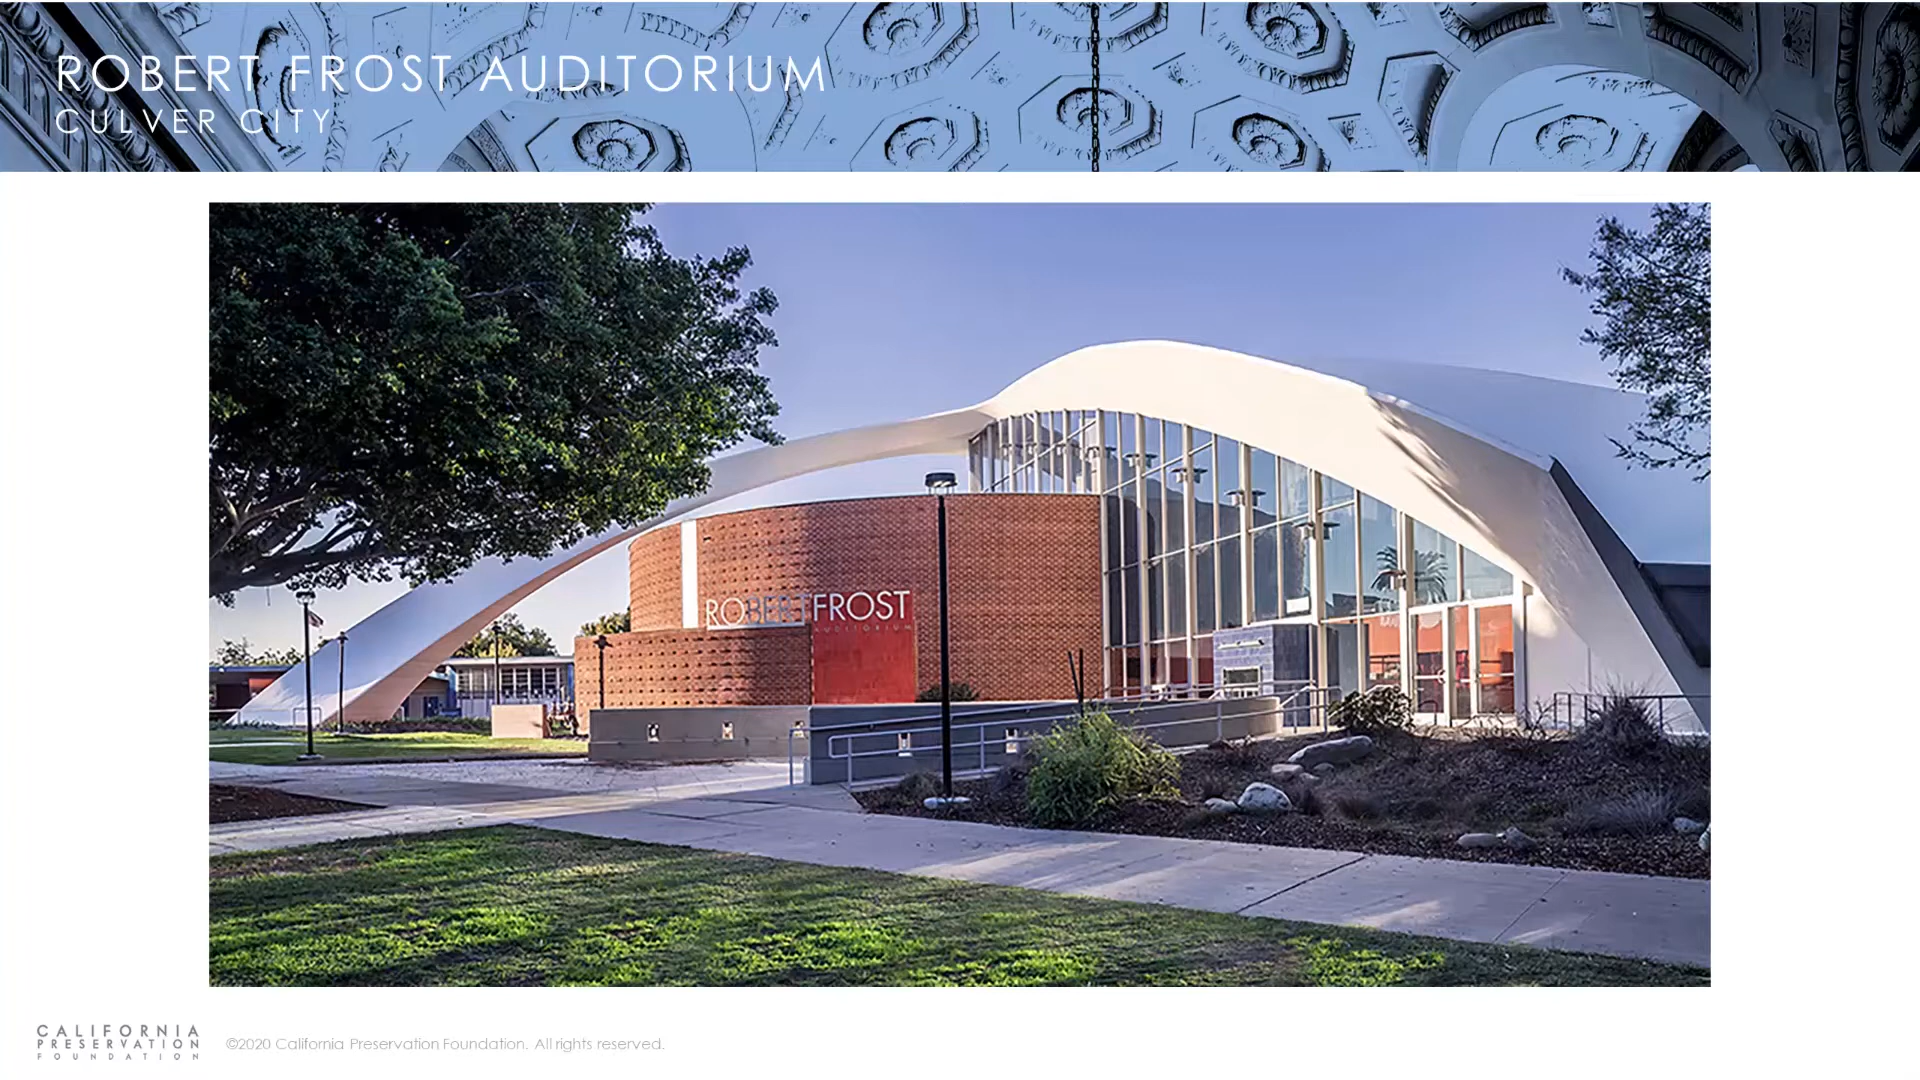 ROBERT FROST AUDITORIUM
CULVER CITY
ROBERTFROST
AUDITORIUM
CALIFORNIA
PRESERVATION
FOUNDATION
©2020 California Preservation Foundation. All rights reserved.